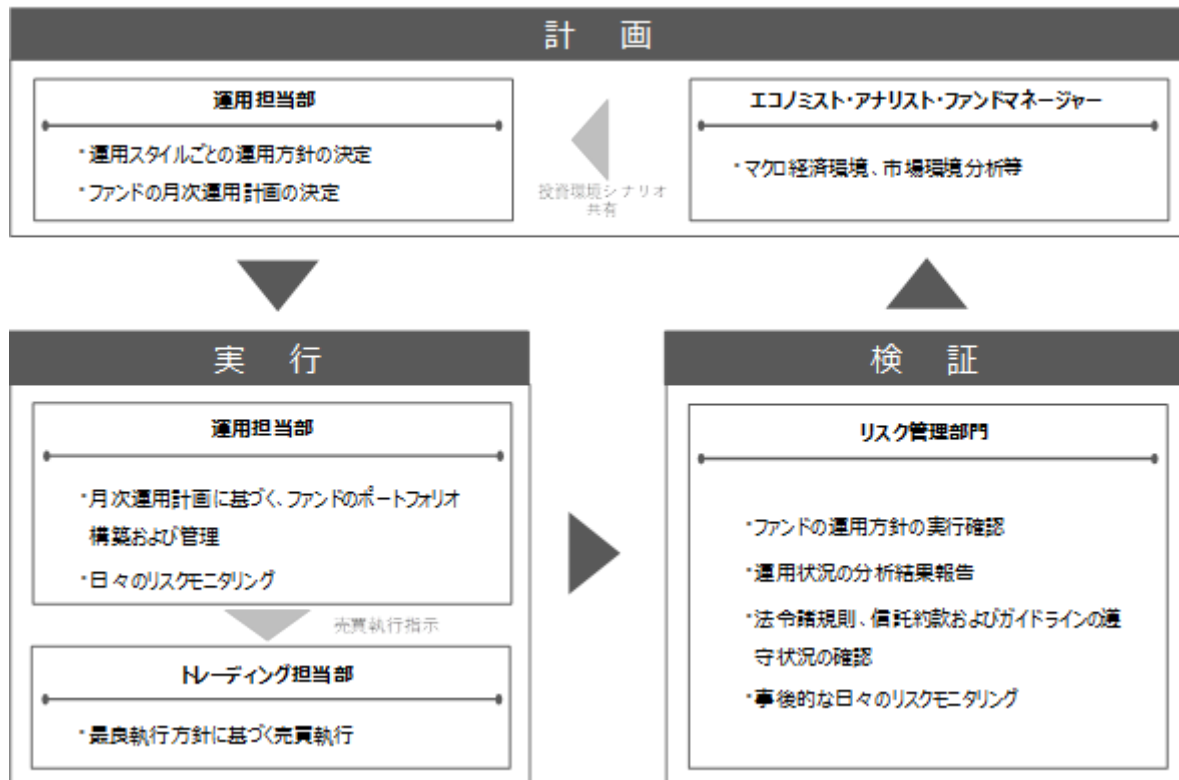 計 画
運用担当部
・運用スタイルごとの運用方針の決定
・ファンドの月次運用計画の決定
投資環境シナリオ
共有
エコノミスト・アナリスト・ファンドマネージャー
・マクロ経済環境、市場環境分析等
実 行
運用担当部
・月次運用計画に基づく、ファンドのポートフォリオ
構築および管理
・日々のリスクモニタリング
売買執行指示
トレーディング担当部
・最良執行方針に基づく売買執行
検 証
リスク管理部門
・ファンドの運用方針の実行確認
・運用状況の分析結果報告
・法令諸規則、信託約款およびガイドラインの遵
守状況の確認
・事後的な日々のリスクモニタリング